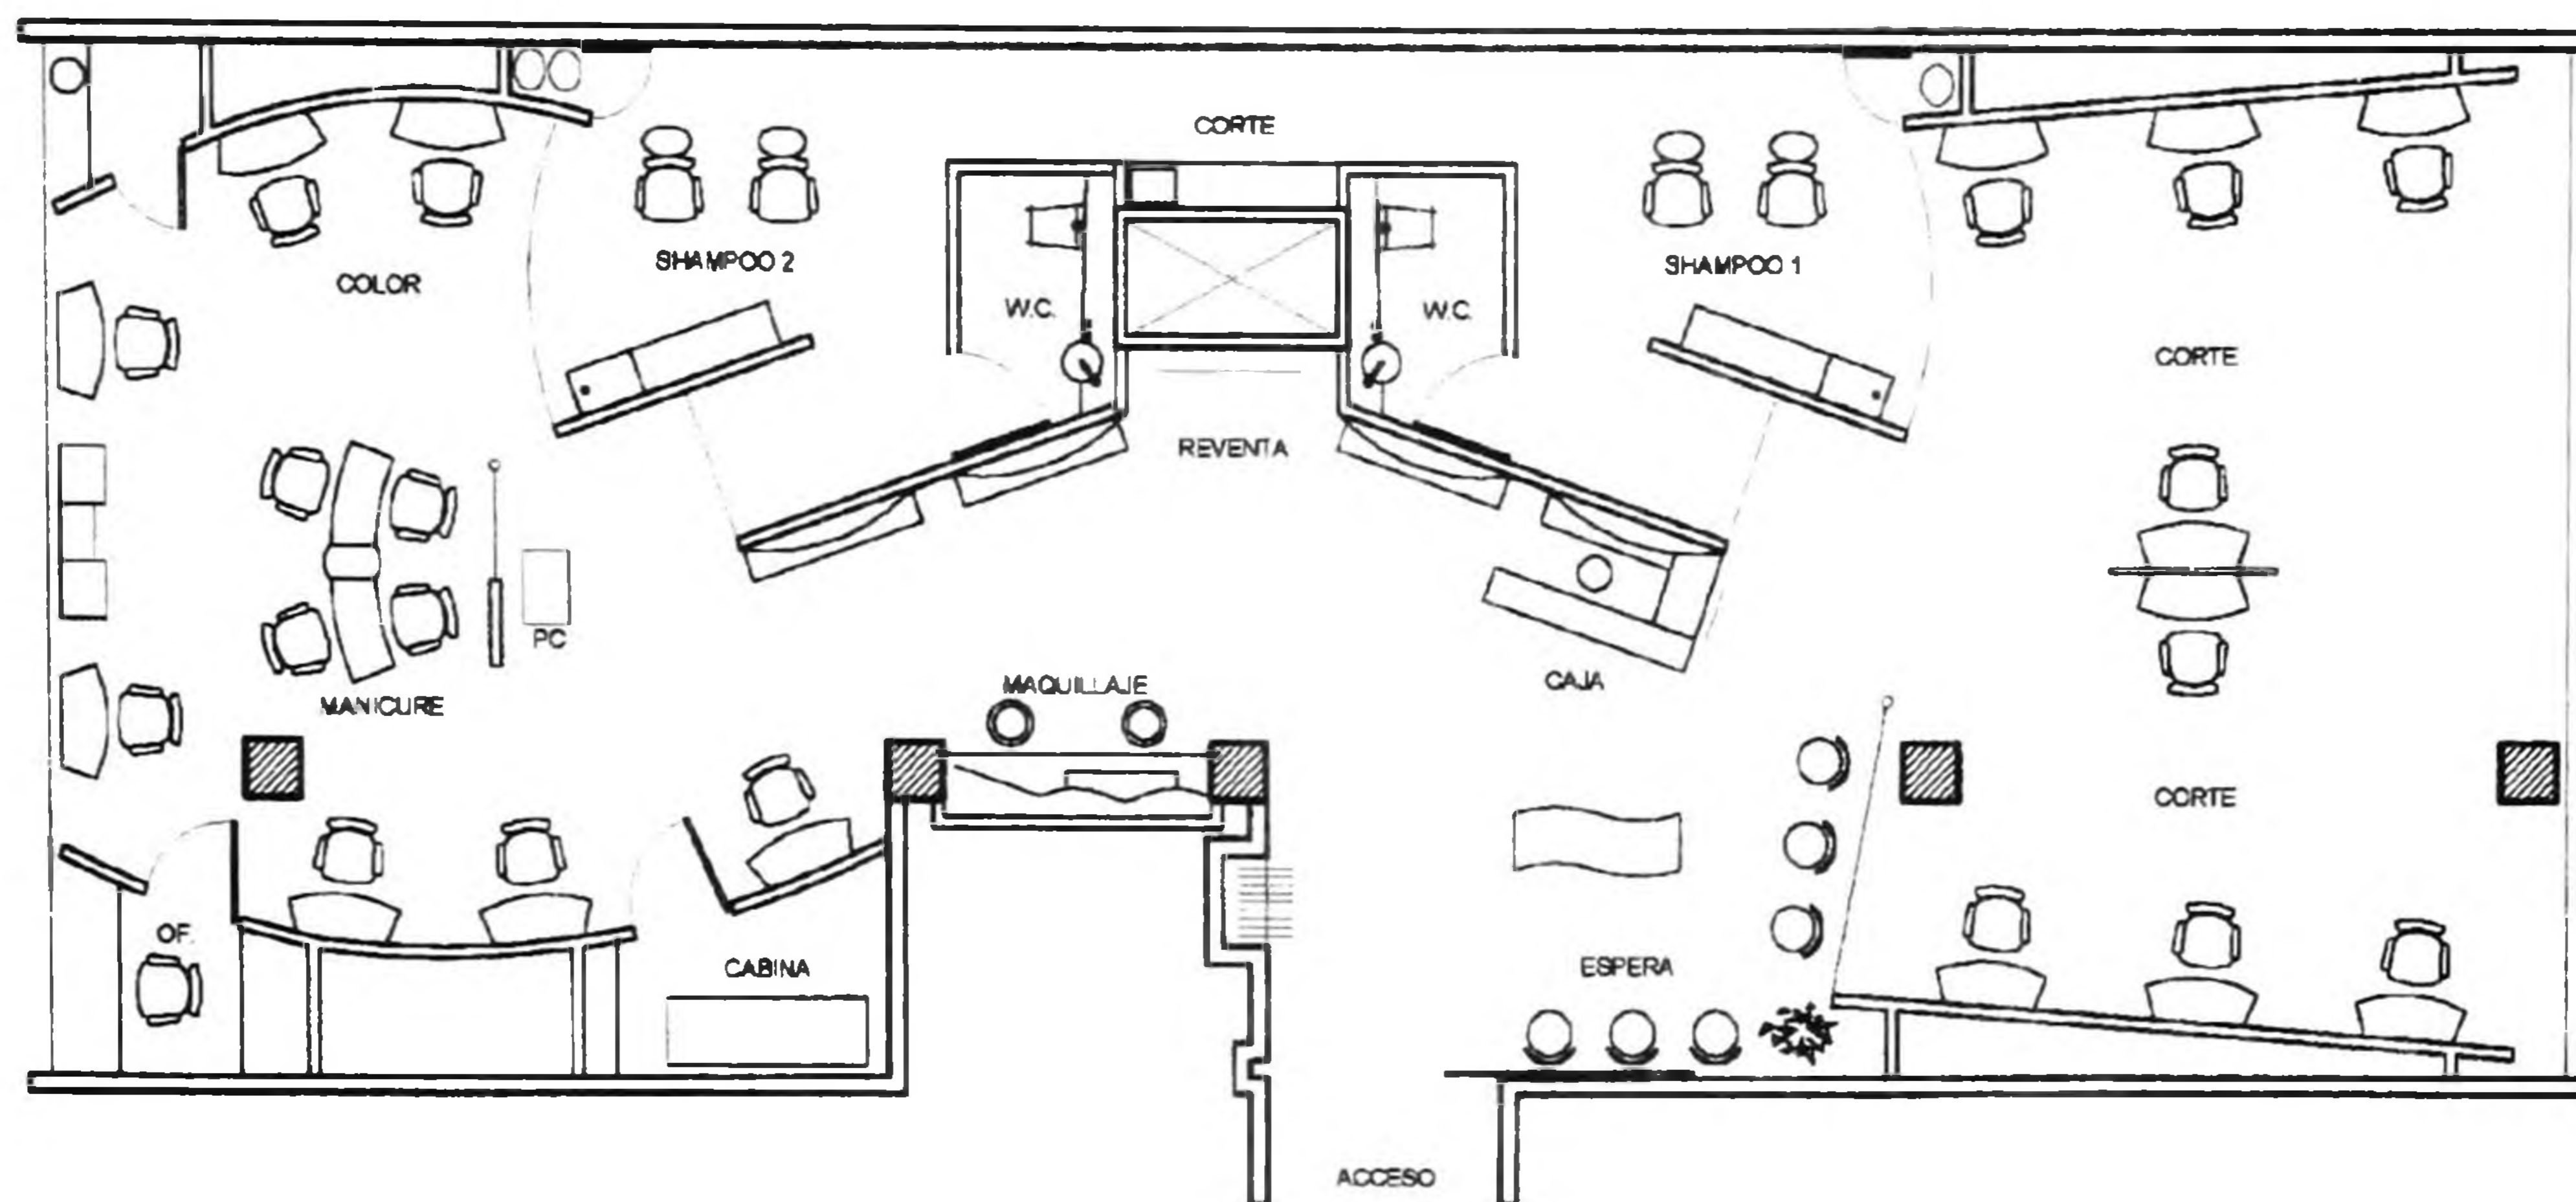 CORTE
SHAMPOO 2
SHAMPOO 1
COLOR
W.C.
W.C.
CORTE
REVENTA
PC
MAQUILLAJE
CAJA
MANICURE
CORTE
OF.
CABINA
ESPERA
ACCESO